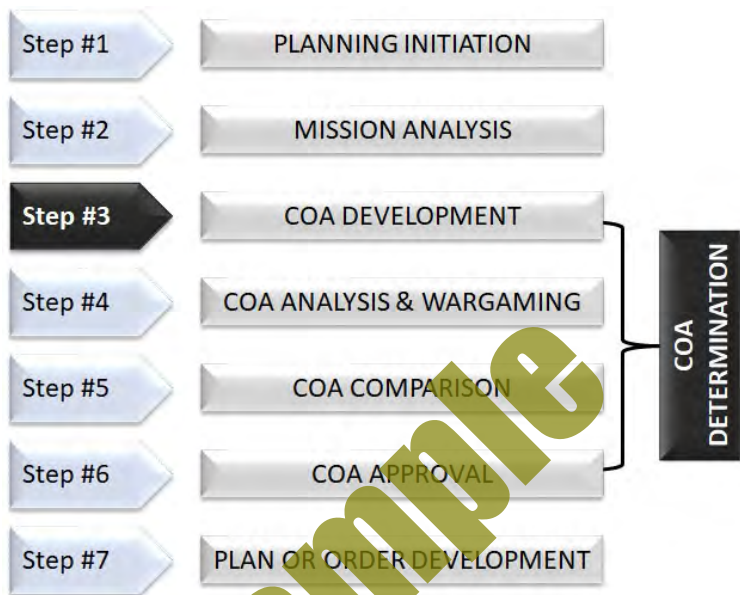 Step #1
PLANNING INITIATION
Step #2
MISSION ANALYSIS
Step #3
COA DEVELOPMENT
Step #4
COA ANALYSIS & WARGAMING
Step #5
COA COMPARISON
Step #6
COA APPROVAL
Step #7
PLAN OR ORDER DEVELOPMENT
COA
DETERMINATION